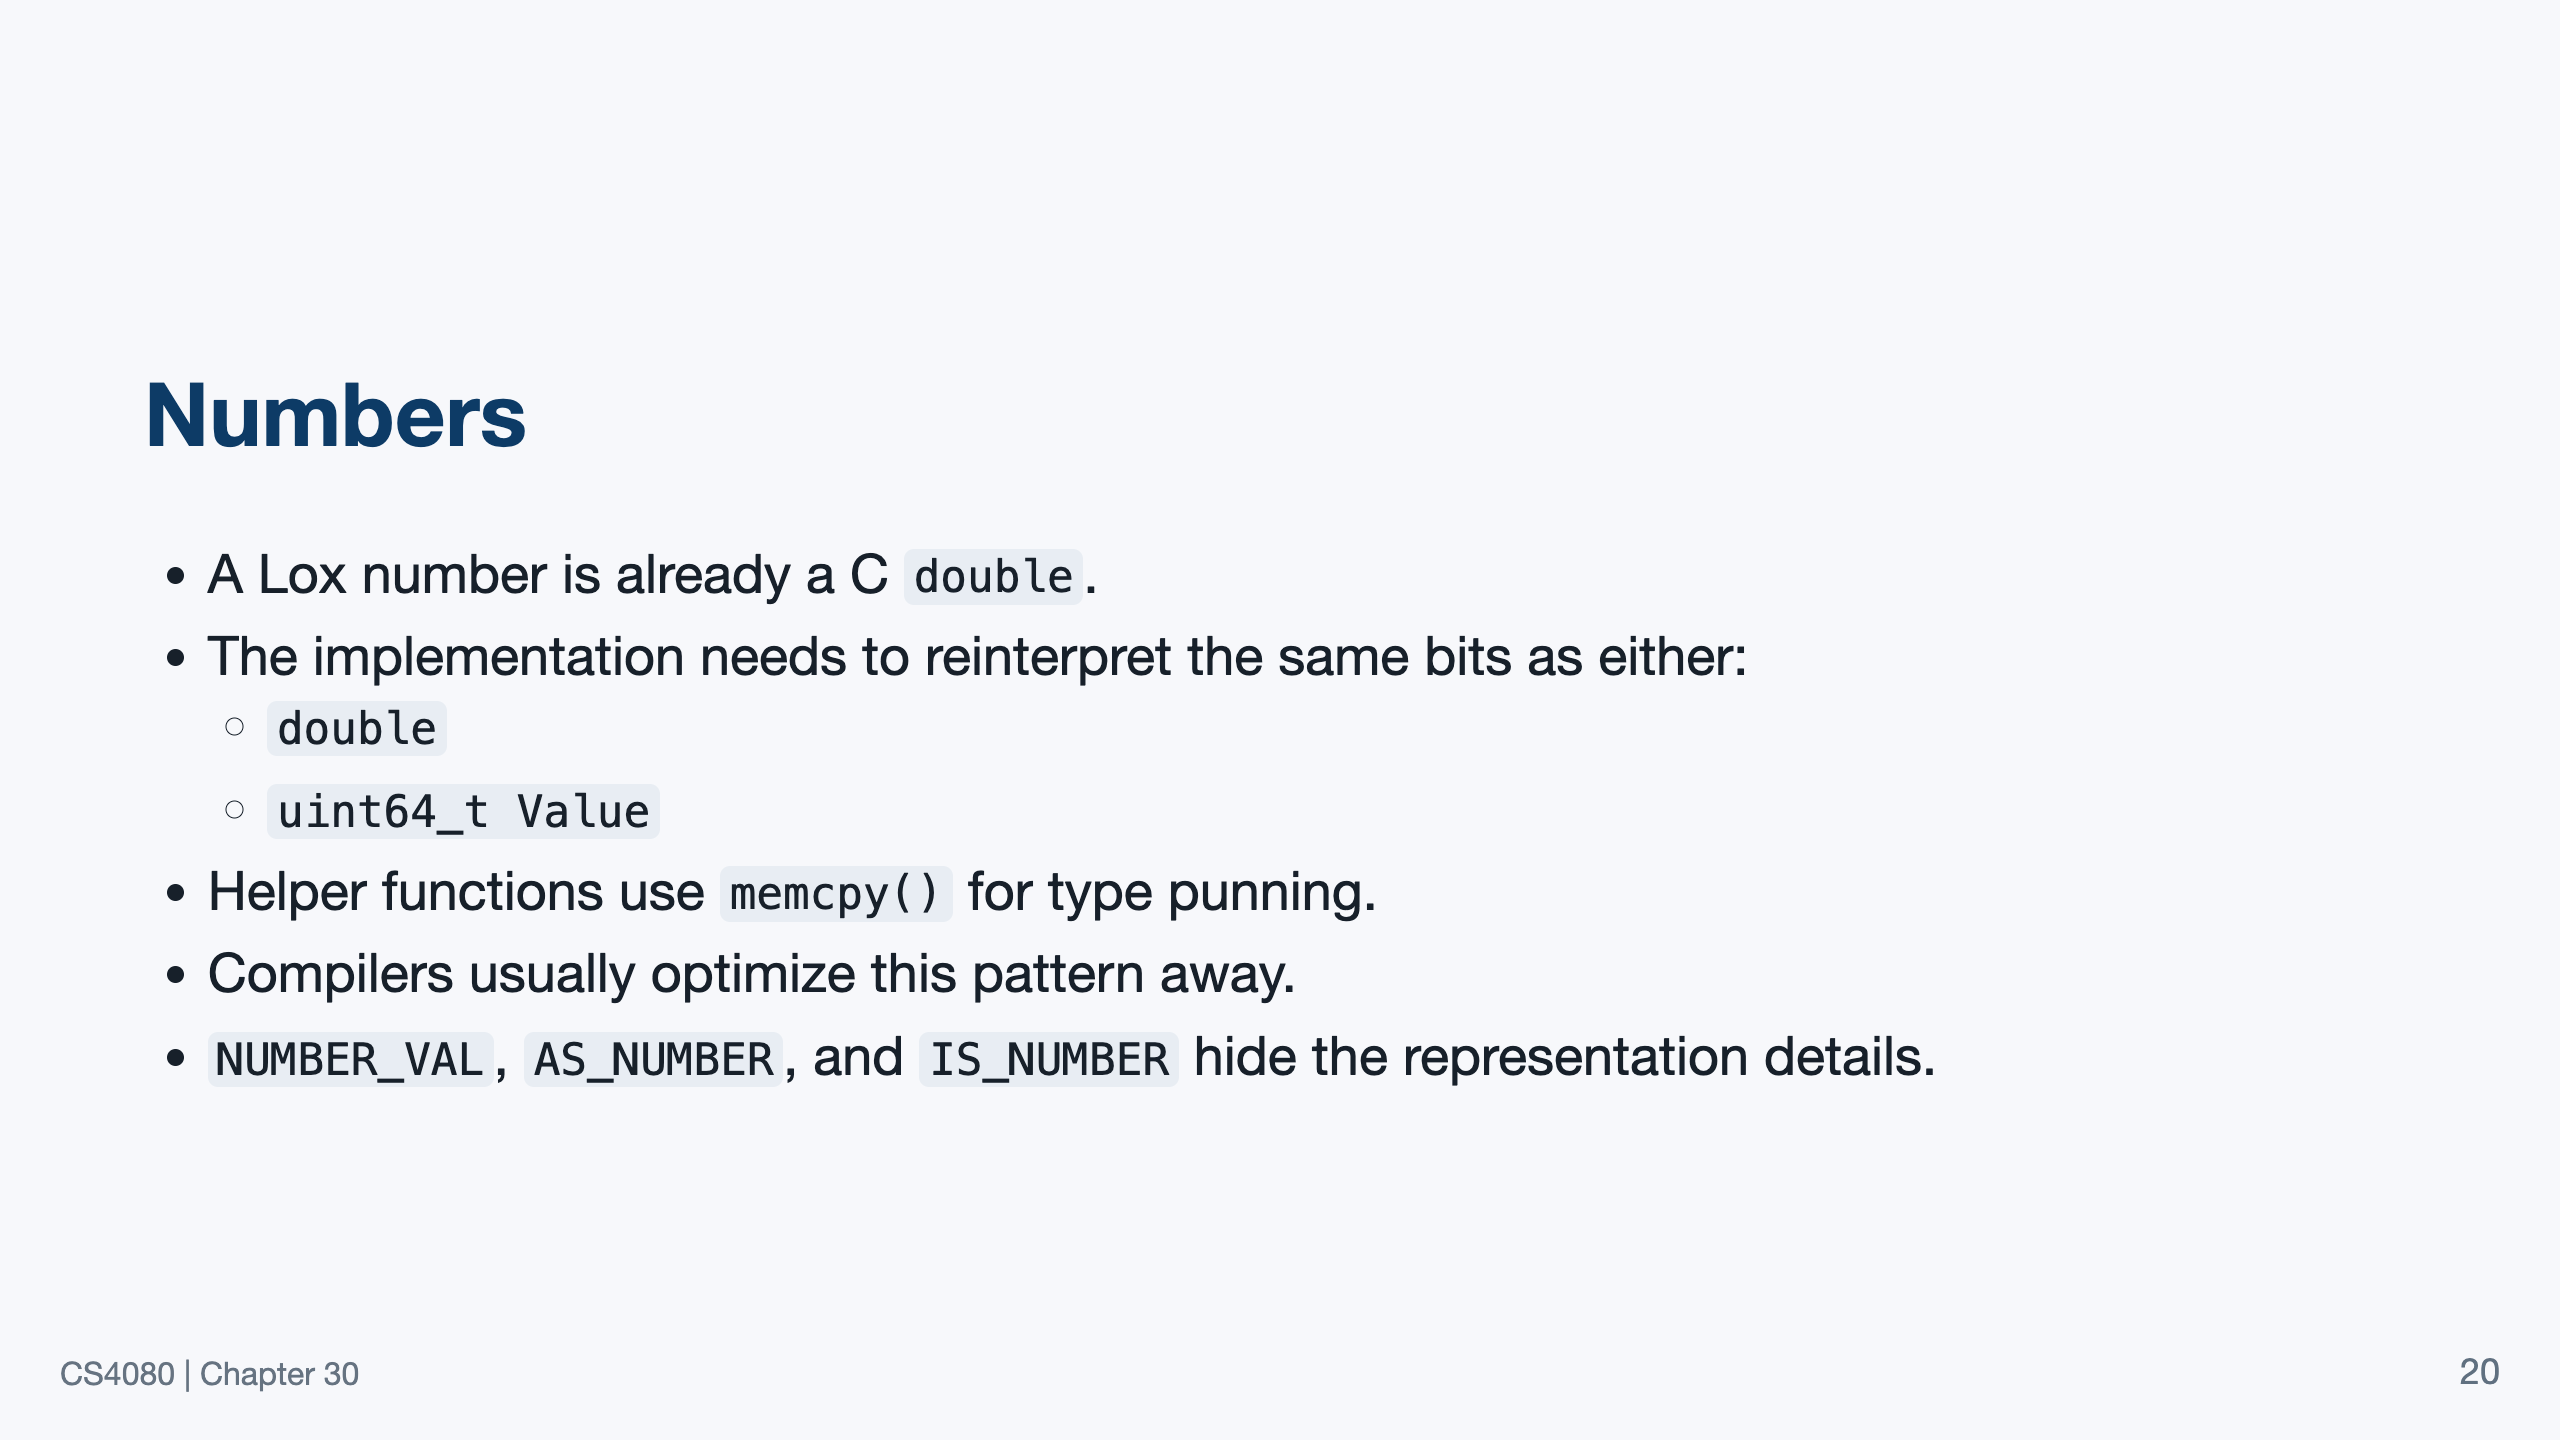 Numbers
• A Lox number is already a C double.
• The implementation needs to reinterpret the same bits as either:
○ double
○ uint64_t Value
• Helper functions use memcpy() for type punning.
• Compilers usually optimize this pattern away.
• NUMBER_VAL, AS_NUMBER, and IS_NUMBER hide the representation details.
CS4080 | Chapter 30
20